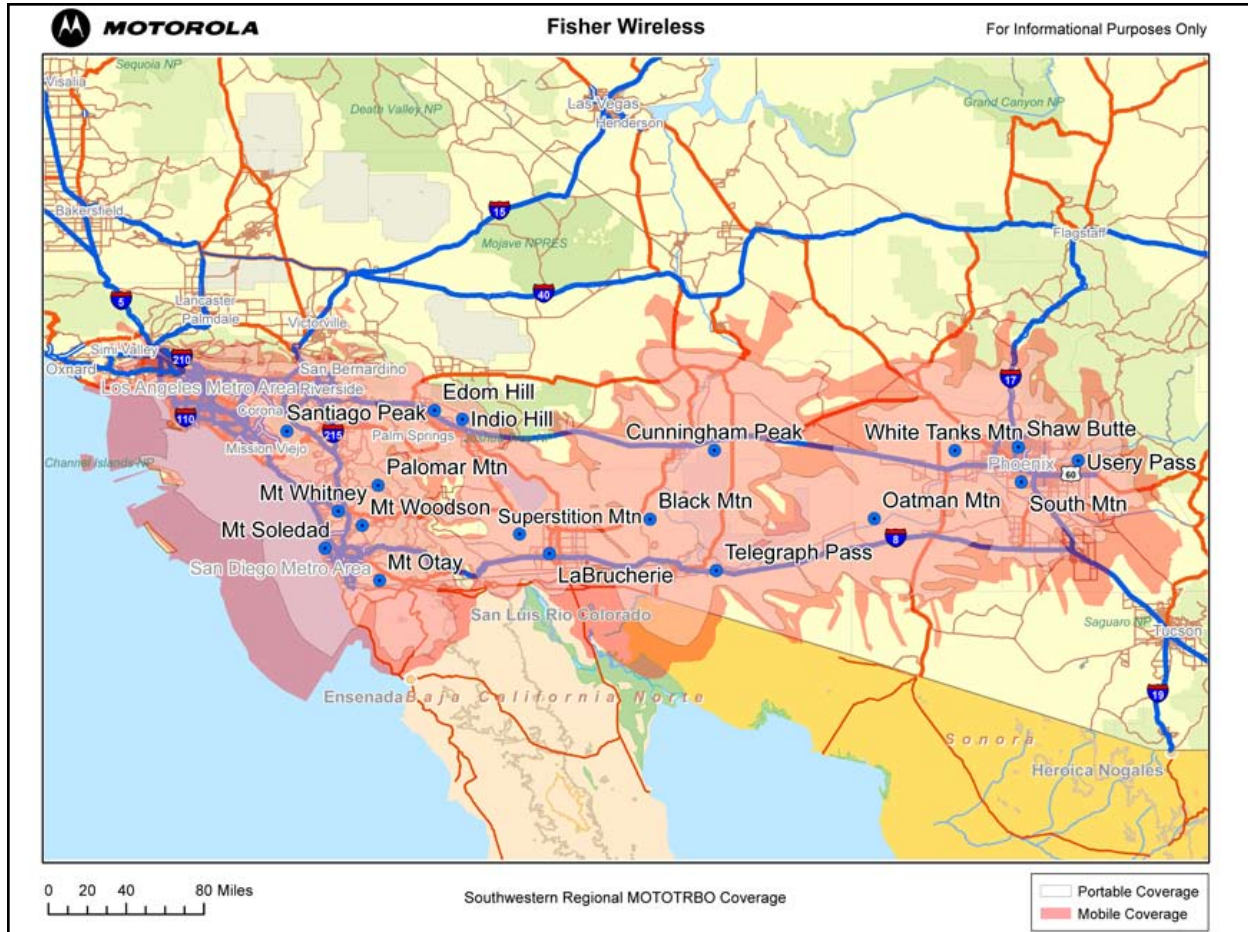 MOTOROLA
Fisher Wireless
For Informational Purposes Only
Visalia
Sequoia NP
Death Valley NP
Las Vegas
Henderson
Grand Canyon NP
Bakersfield
15
Mojave NPRES
Flagstaff
5
Lancaster
Palmdale
40
Victorville
Simi Valley
Oxnard
210
San Bernardino
Los Angeles Metro Area
Riverside
17
110
Corona
Santiago Peak
215
Edom Hill
Indio Hill
Palm Springs
Mission Viejo
Channel Islands NP
Cunningham Peak
White Tanks Mtn
Shaw Butte
Phoenix
Usery Pass
60
Palomar Mtn
Mt Whitney
Mt Woodson
Mt Soledad
Superstition Mtn
Black Mtn
Oatman Mtn
South Mtn
8
San Diego Metro Area
Mt Otay
LaBrucherie
Telegraph Pass
San Luis Rio Colorado
Saguaro NP
Tucson
Ensenada
Baja California Norte
19
Sonora
Heroica Nogales
0 20 40 80 Miles
Southwestern Regional MOTOTRBO Coverage
Portable Coverage
Mobile Coverage